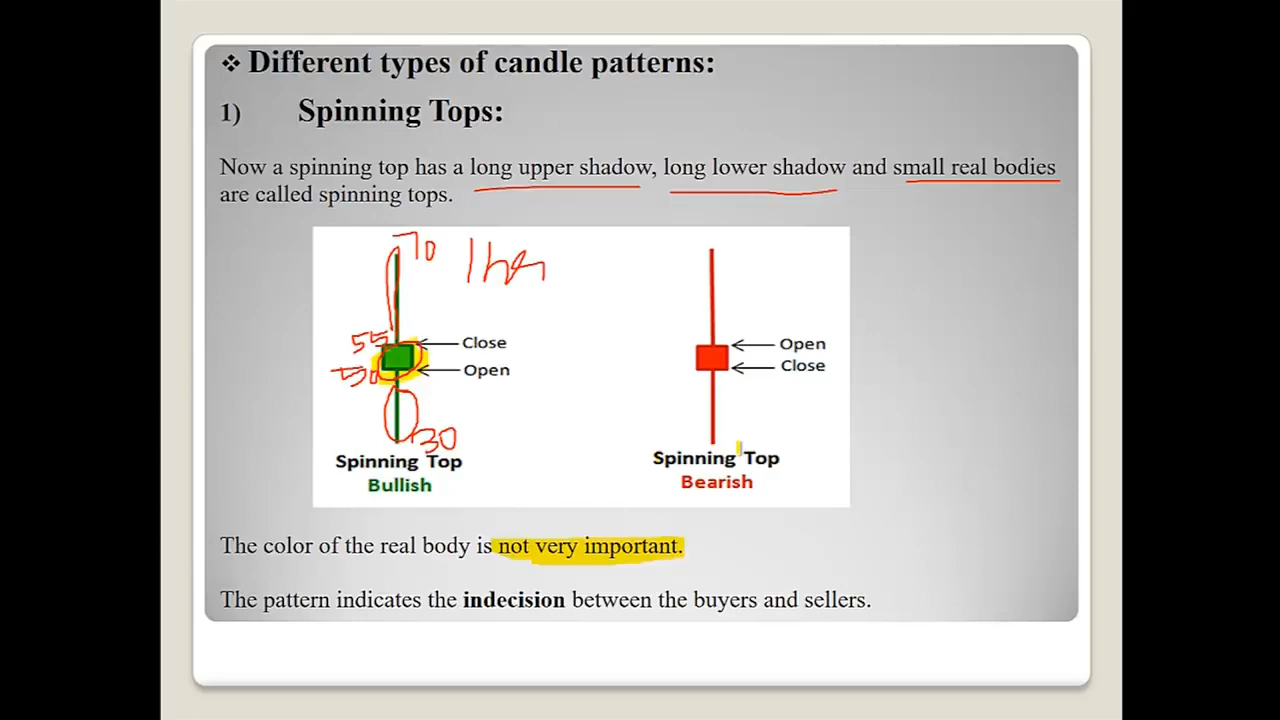 ❖ Different types of candle patterns:
1) Spinning Tops:
Now a spinning top has a long upper shadow, long lower shadow and small real bodies
are called spinning tops.
70
55
Close
50
Open
30
Spinning Top
Bullish
Open
Close
Spinning Top
Bearish
The color of the real body is not very important.
The pattern indicates the indecision between the buyers and sellers.